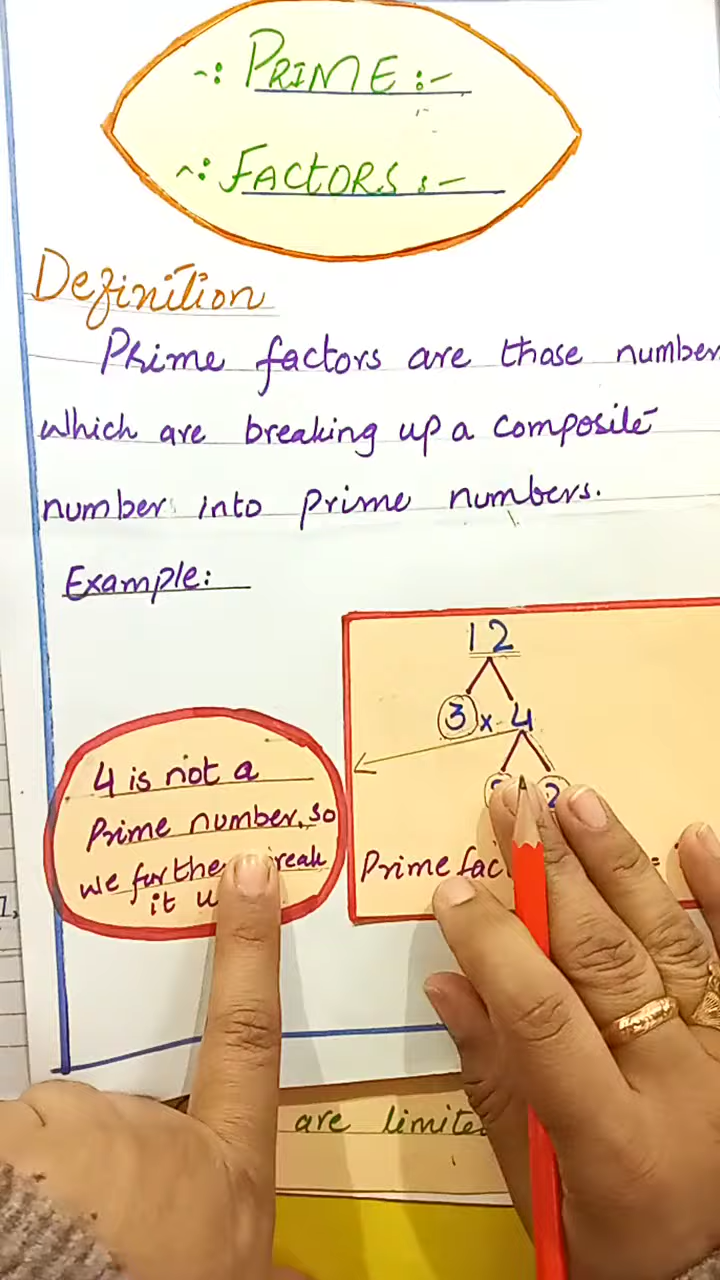 -: PRIME :-
-: FACTORS :-
Definition
Prime factors are those number
which are breaking up a composite
number into prime numbers.
Example:
12
3 x 4
2
4 is not a
Prime number, so
we further break
it u
Prime fac =
are limite